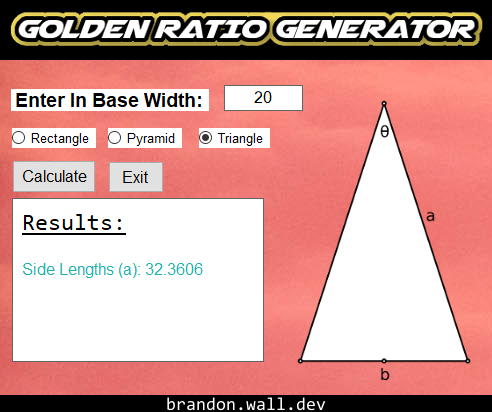 GOLDEN RATIO GENERATOR
Enter In Base Width: 20
Rectangle Pyramid Triangle
Calculate Exit
Results:
Side Lengths (a): 32.3606
θ
a
b
brandon.wall.dev